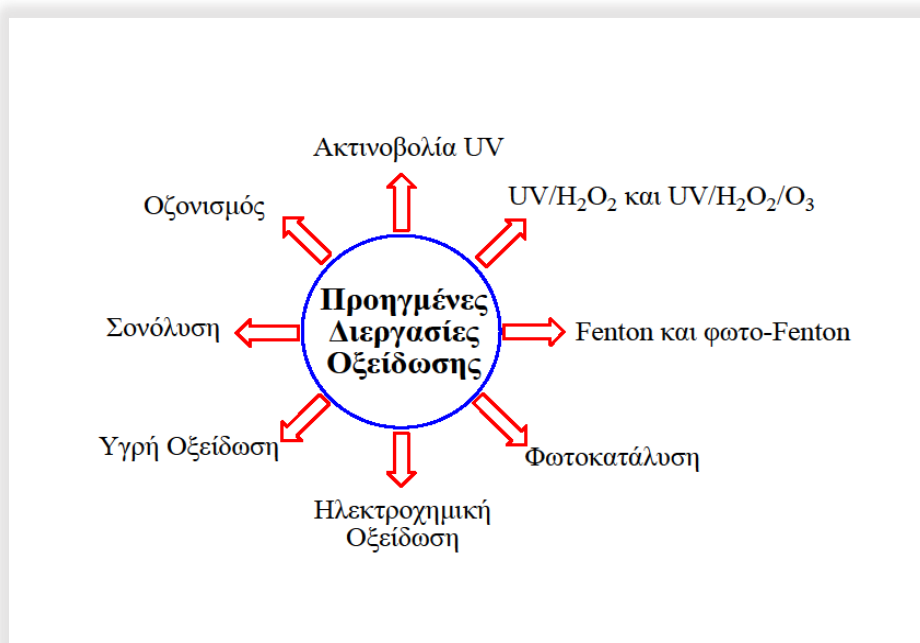 Ακτινοβολία UV
UV/H₂O₂ και UV/H₂O₂/O₃
Οζονισμός
Προηγμένες
Διεργασίες
Οξείδωσης
Σονόλυση
Fenton και φωτο-Fenton
Υγρή Οξείδωση
Φωτοκατάλυση
Ηλεκτροχημική
Οξείδωση